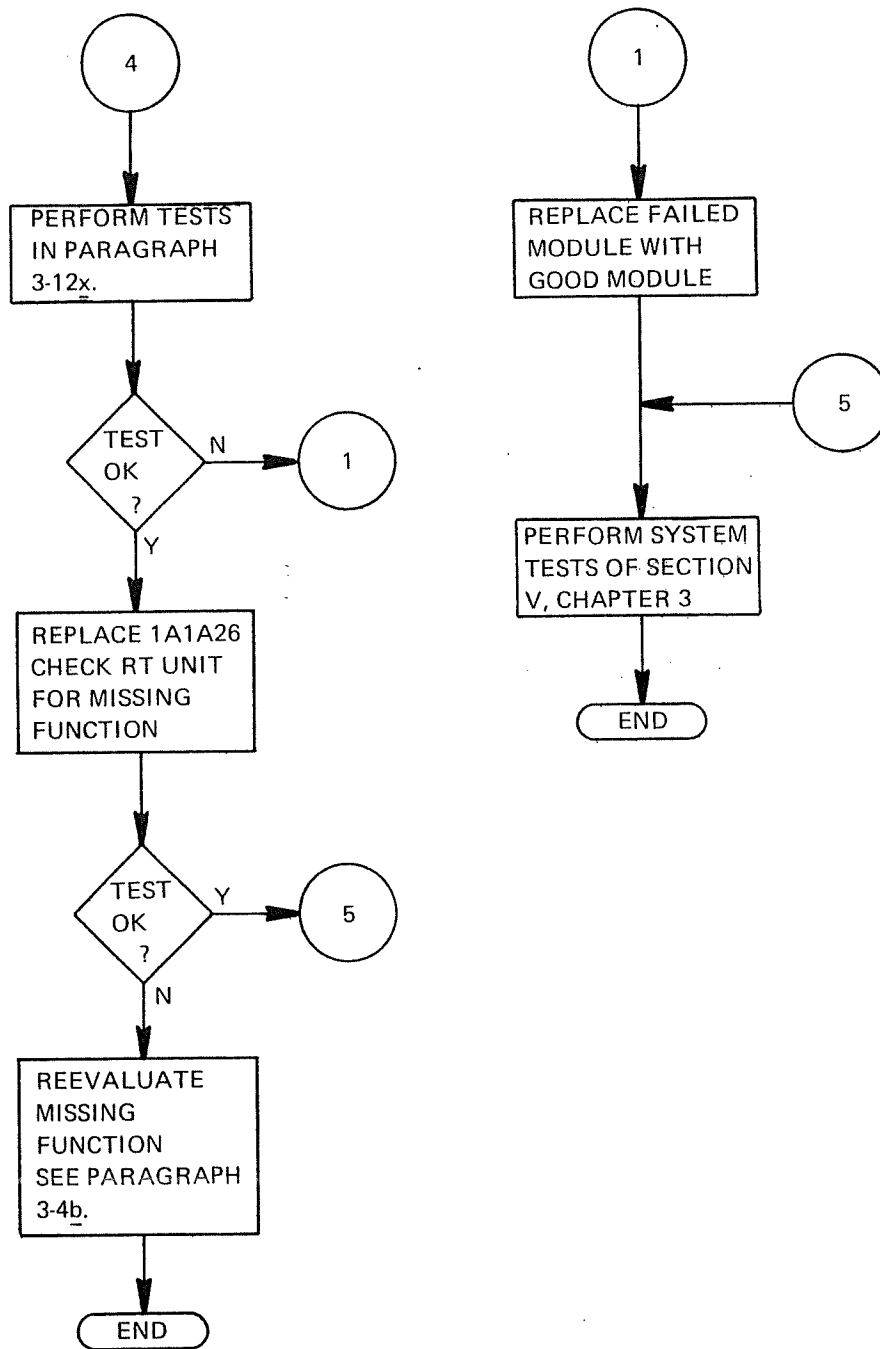 4
PERFORM TESTS
IN PARAGRAPH
3-12x.
TEST
OK
?
N
1
Y
REPLACE 1A1A26
CHECK RT UNIT
FOR MISSING
FUNCTION
TEST
OK
?
Y
5
N
REEVALUATE
MISSING
FUNCTION
SEE PARAGRAPH
3-4b.
END
1
REPLACE FAILED
MODULE WITH
GOOD MODULE
5
PERFORM SYSTEM
TESTS OF SECTION
V, CHAPTER 3
END